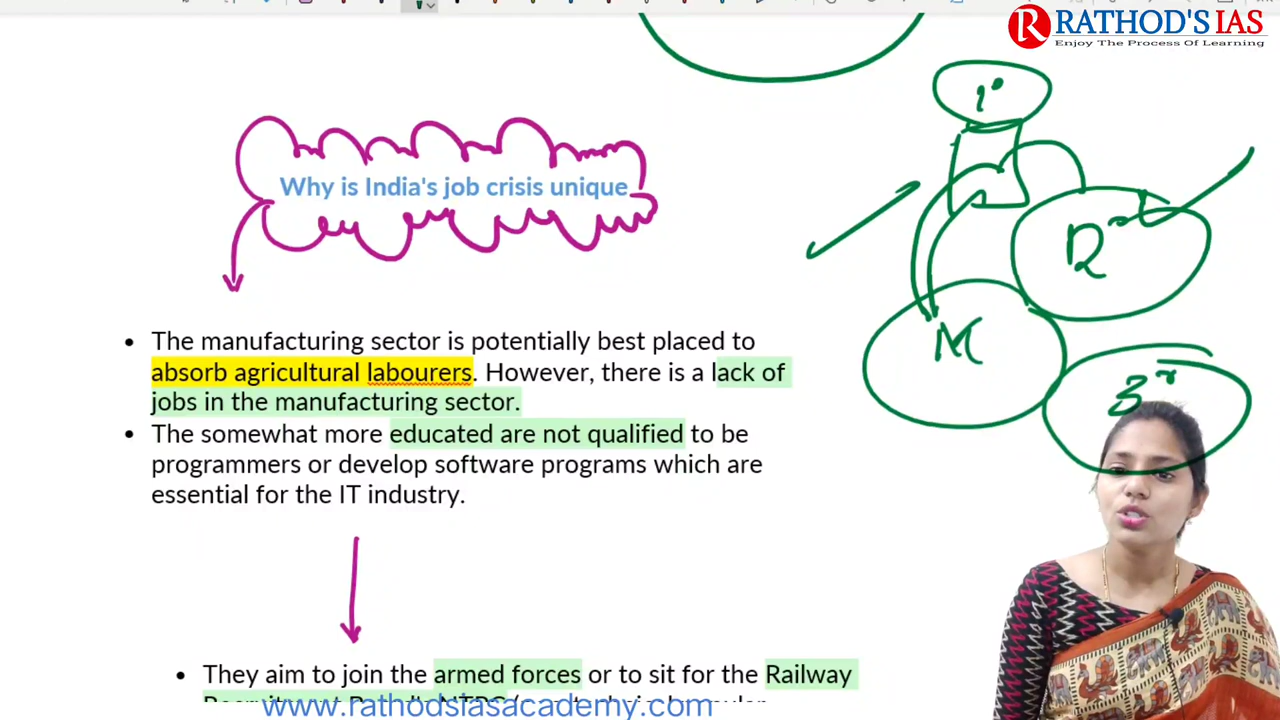 RATHOD'S IAS
Enjoy The Process Of Learning
1°
Why is India's job crisis unique
R
M
• The manufacturing sector is potentially best placed to
absorb agricultural labourers. However, there is a lack of
jobs in the manufacturing sector.
• The somewhat more educated are not qualified to be
programmers or develop software programs which are
essential for the IT industry.
• They aim to join the armed forces or to sit for the Railway
www.rathodsiasacademy.com